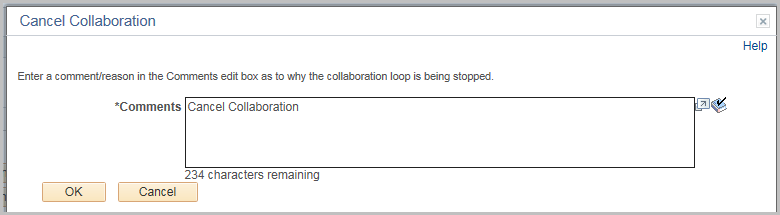 Cancel Collaboration
Help
Enter a comment/reason in the Comments edit box as to why the collaboration loop is being stopped.
*Comments Cancel Collaboration
234 characters remaining
OK Cancel